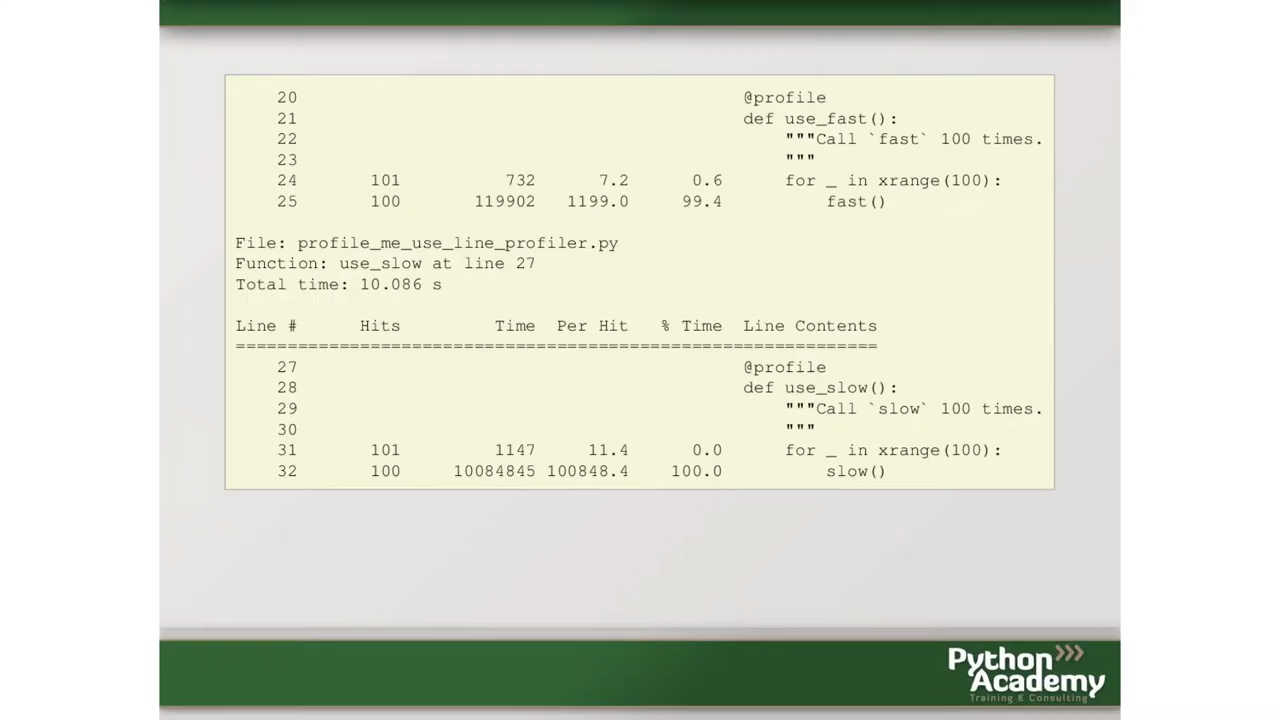 20 @profile
21 def use_fast():
22 """Call `fast` 100 times.
23 """
24 101 732 7.2 0.6 for _ in xrange(100):
25 100 119902 1199.0 99.4 fast()
File: profile_me_use_line_profiler.py
Function: use_slow at line 27
Total time: 10.086 s
Line # Hits Time Per Hit % Time Line Contents
==============================================================
27 @profile
28 def use_slow():
29 """Call `slow` 100 times.
30 """
31 101 1147 11.4 0.0 for _ in xrange(100):
32 100 10084845 100848.4 100.0 slow()
Python
Academy
Training & Consulting